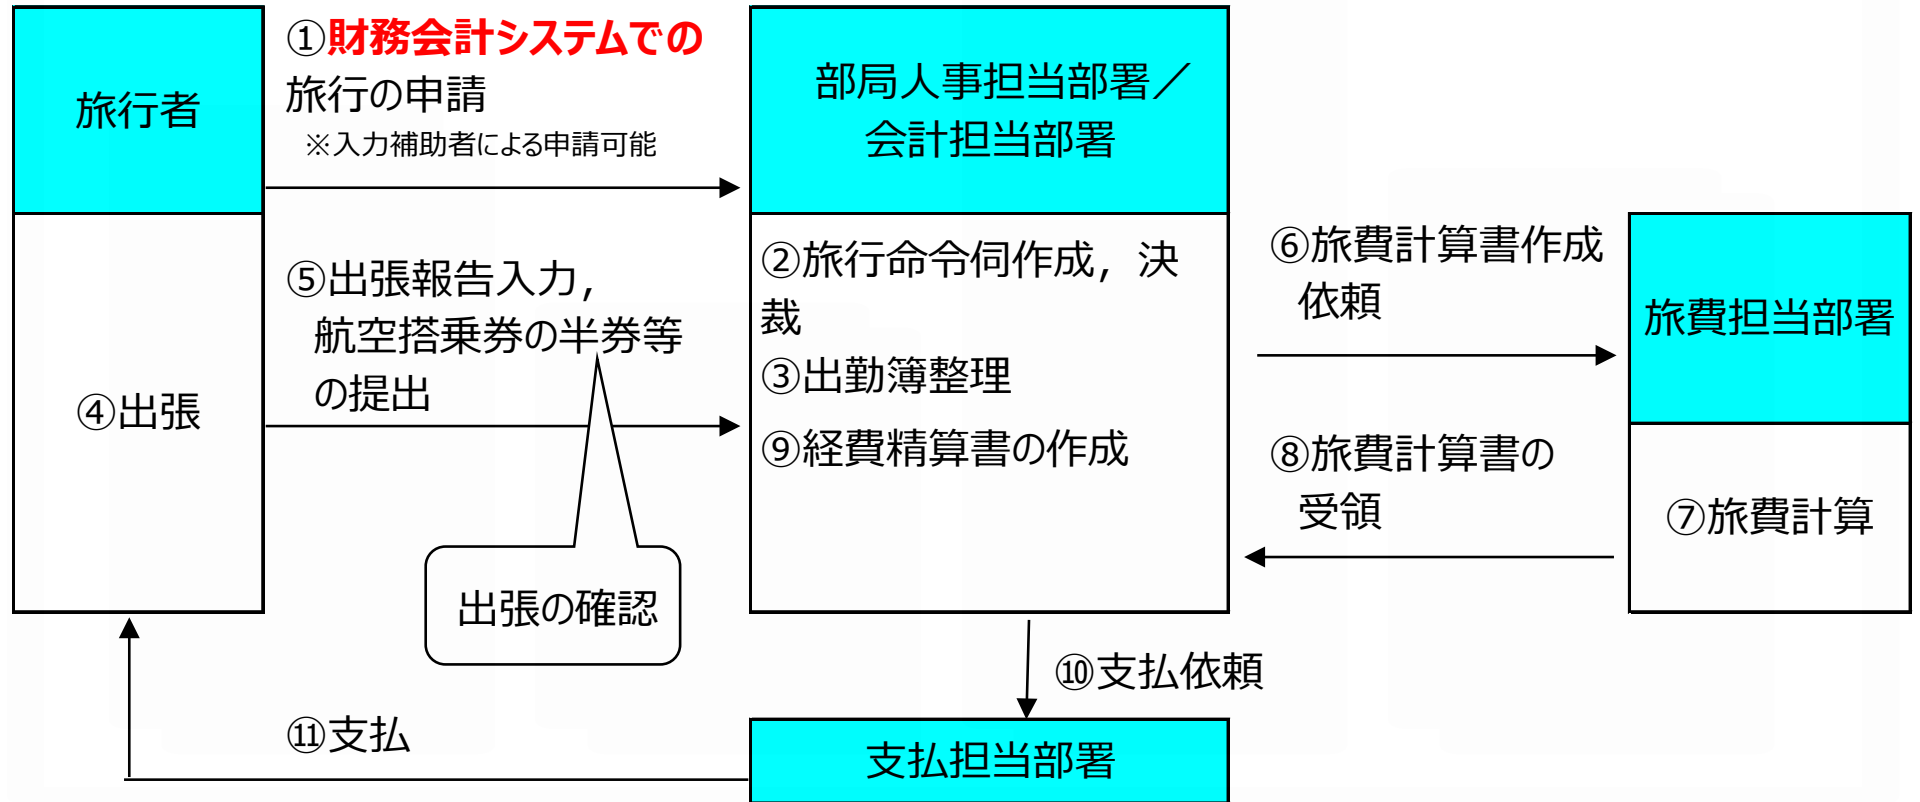 旅行者
①財務会計システムでの
旅行の申請
※入力補助者による申請可能
部局人事担当部署／
会計担当部署
④出張
⑤出張報告入力，
航空搭乗券の半券等
の提出
出張の確認
②旅行命令伺作成，決
裁
③出勤簿整理
⑨経費精算書の作成
⑥旅費計算書作成
依頼
⑧旅費計算書の
受領
旅費担当部署
⑦旅費計算
⑩支払依頼
⑪支払
支払担当部署